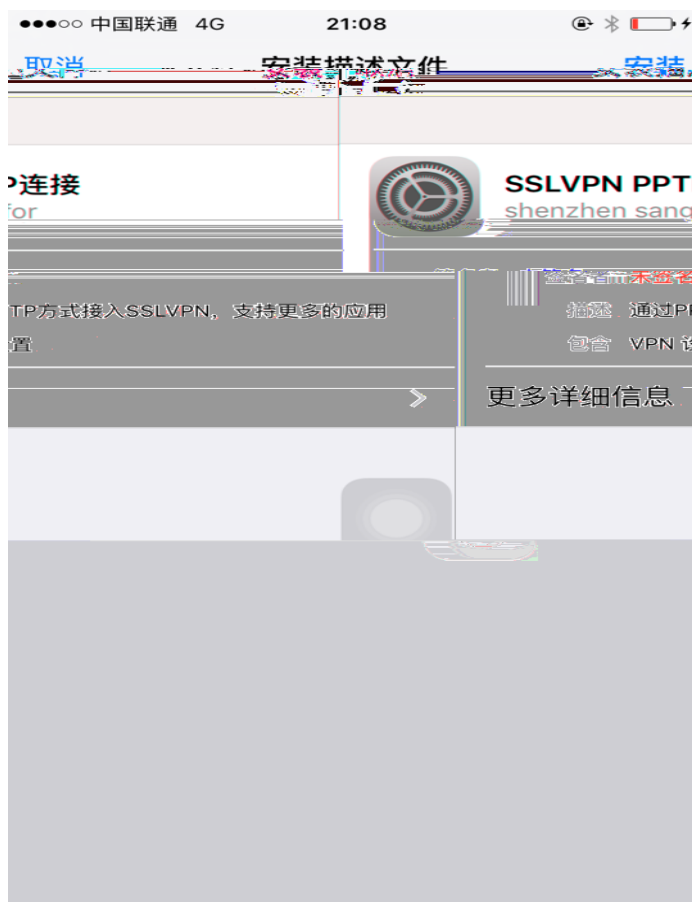 中国联通 4G 21:08
取消 安装描述文件 安装
P连接 SSLVPN PPT
for shenzhen sang
未签名
TP方式接入SSLVPN，支持更多的应用 描述 通过PP
置 包含 VPN 设
更多详细信息